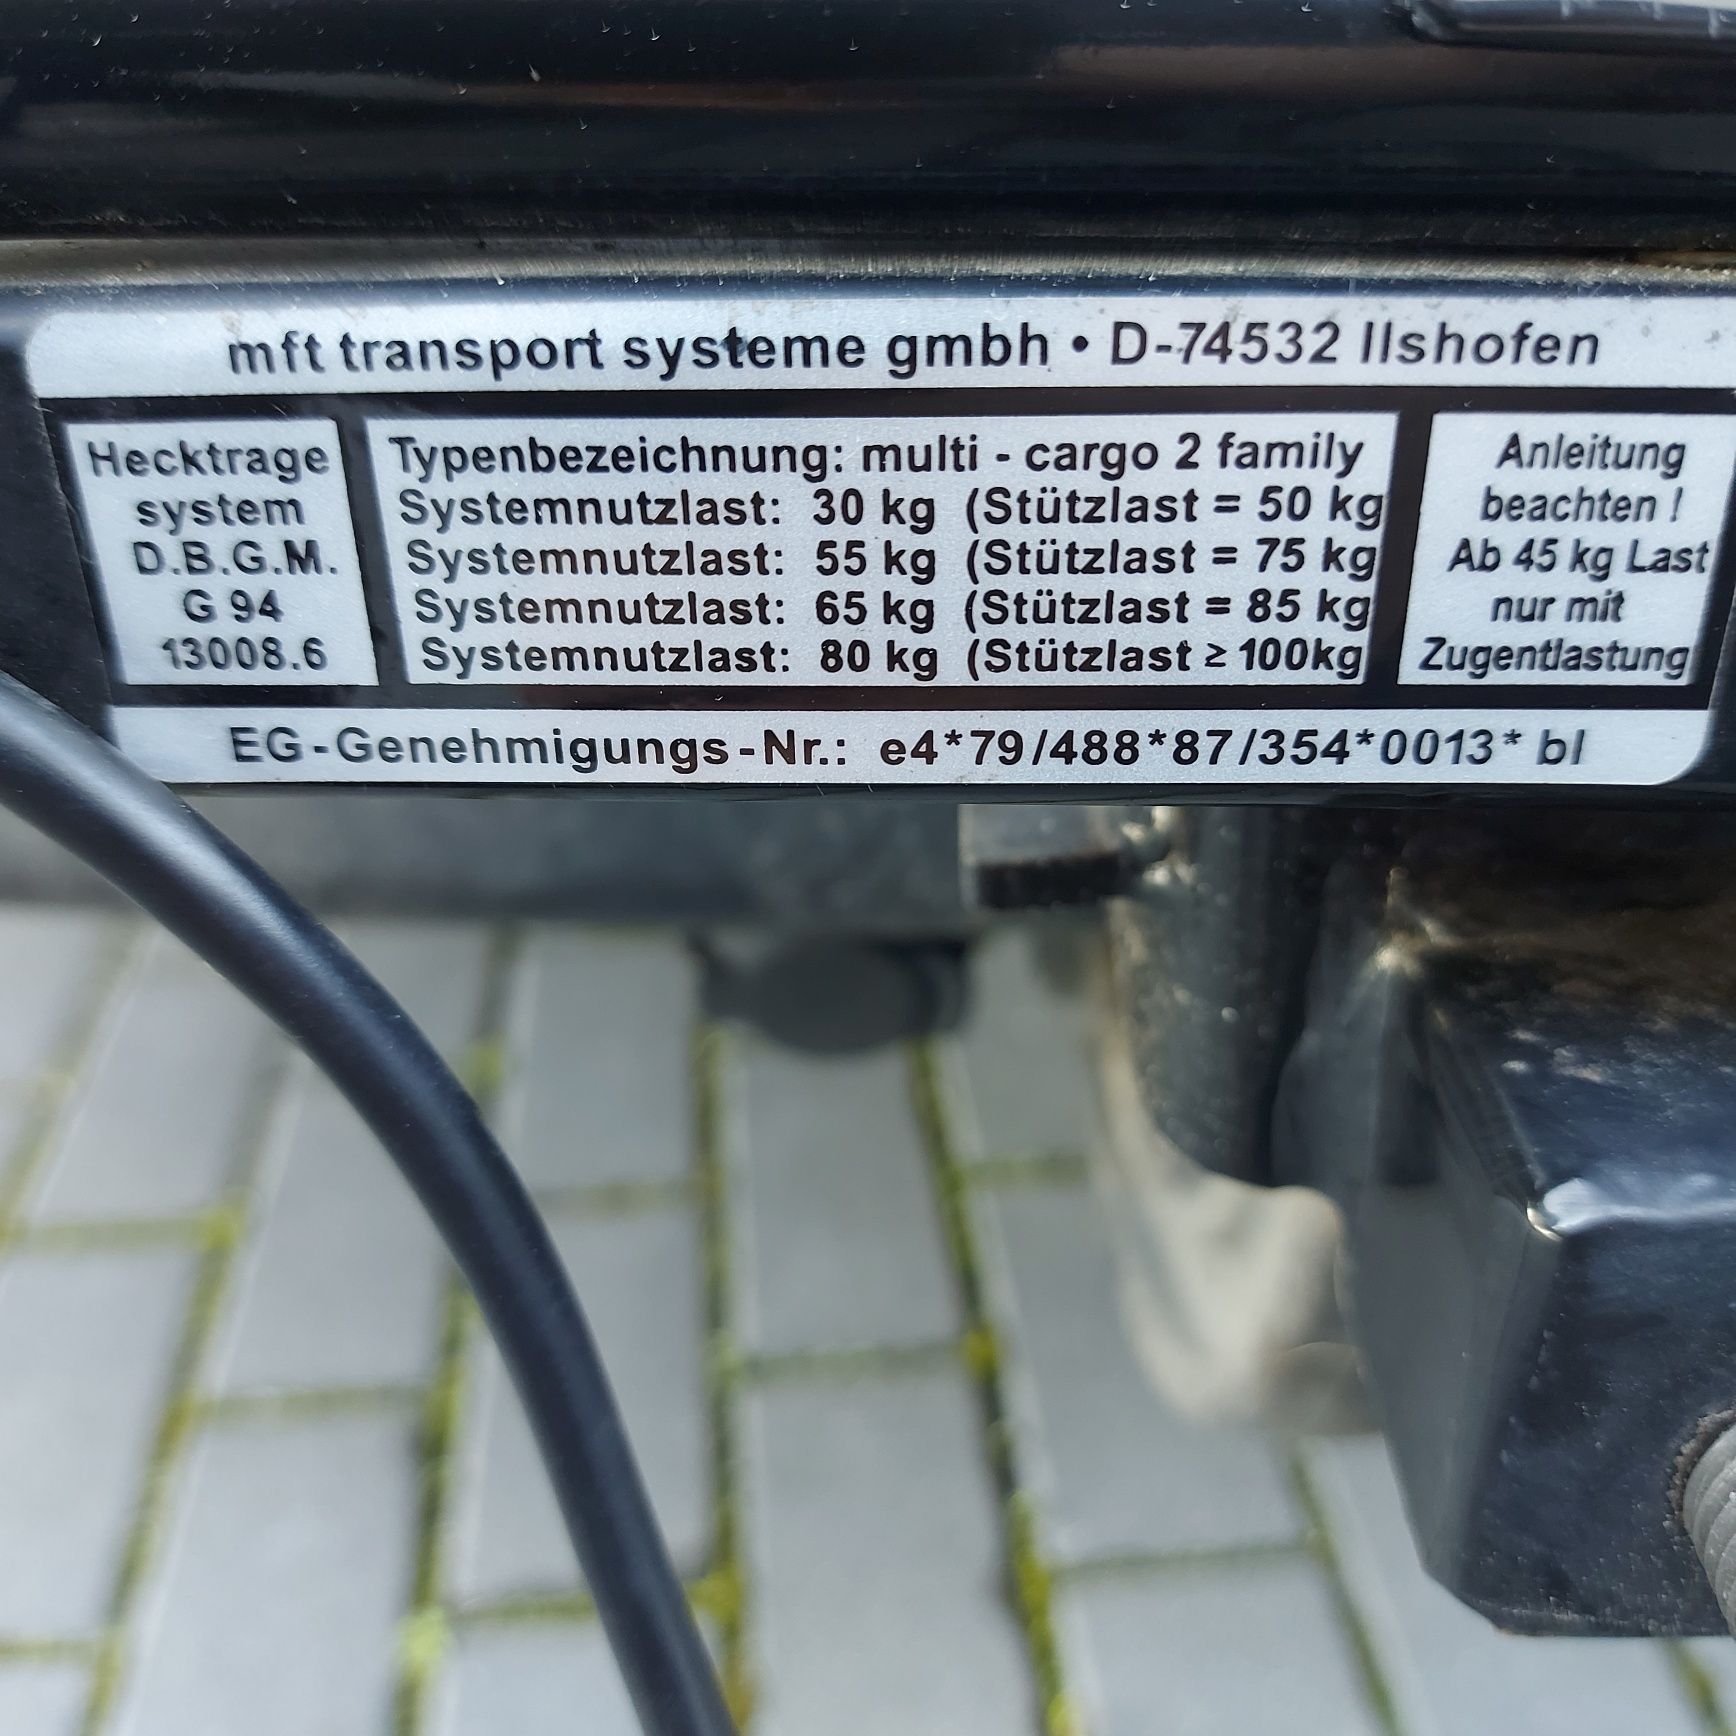 mft transport systeme gmbh • D-74532 Ilshofen
Hecktrage
system
D.B.G.M.
G 94
13008.6
Typenbezeichnung: multi - cargo 2 family
Systemnutzlast: 30 kg (Stützlast = 50 kg
Systemnutzlast: 55 kg (Stützlast = 75 kg
Systemnutzlast: 65 kg (Stützlast = 85 kg
Systemnutzlast: 80 kg (Stützlast ≥ 100kg
Anleitung
beachten !
Ab 45 kg Last
nur mit
Zugentlastung
EG-Genehmigungs-Nr.: e4*79/488*87/354*0013* bl